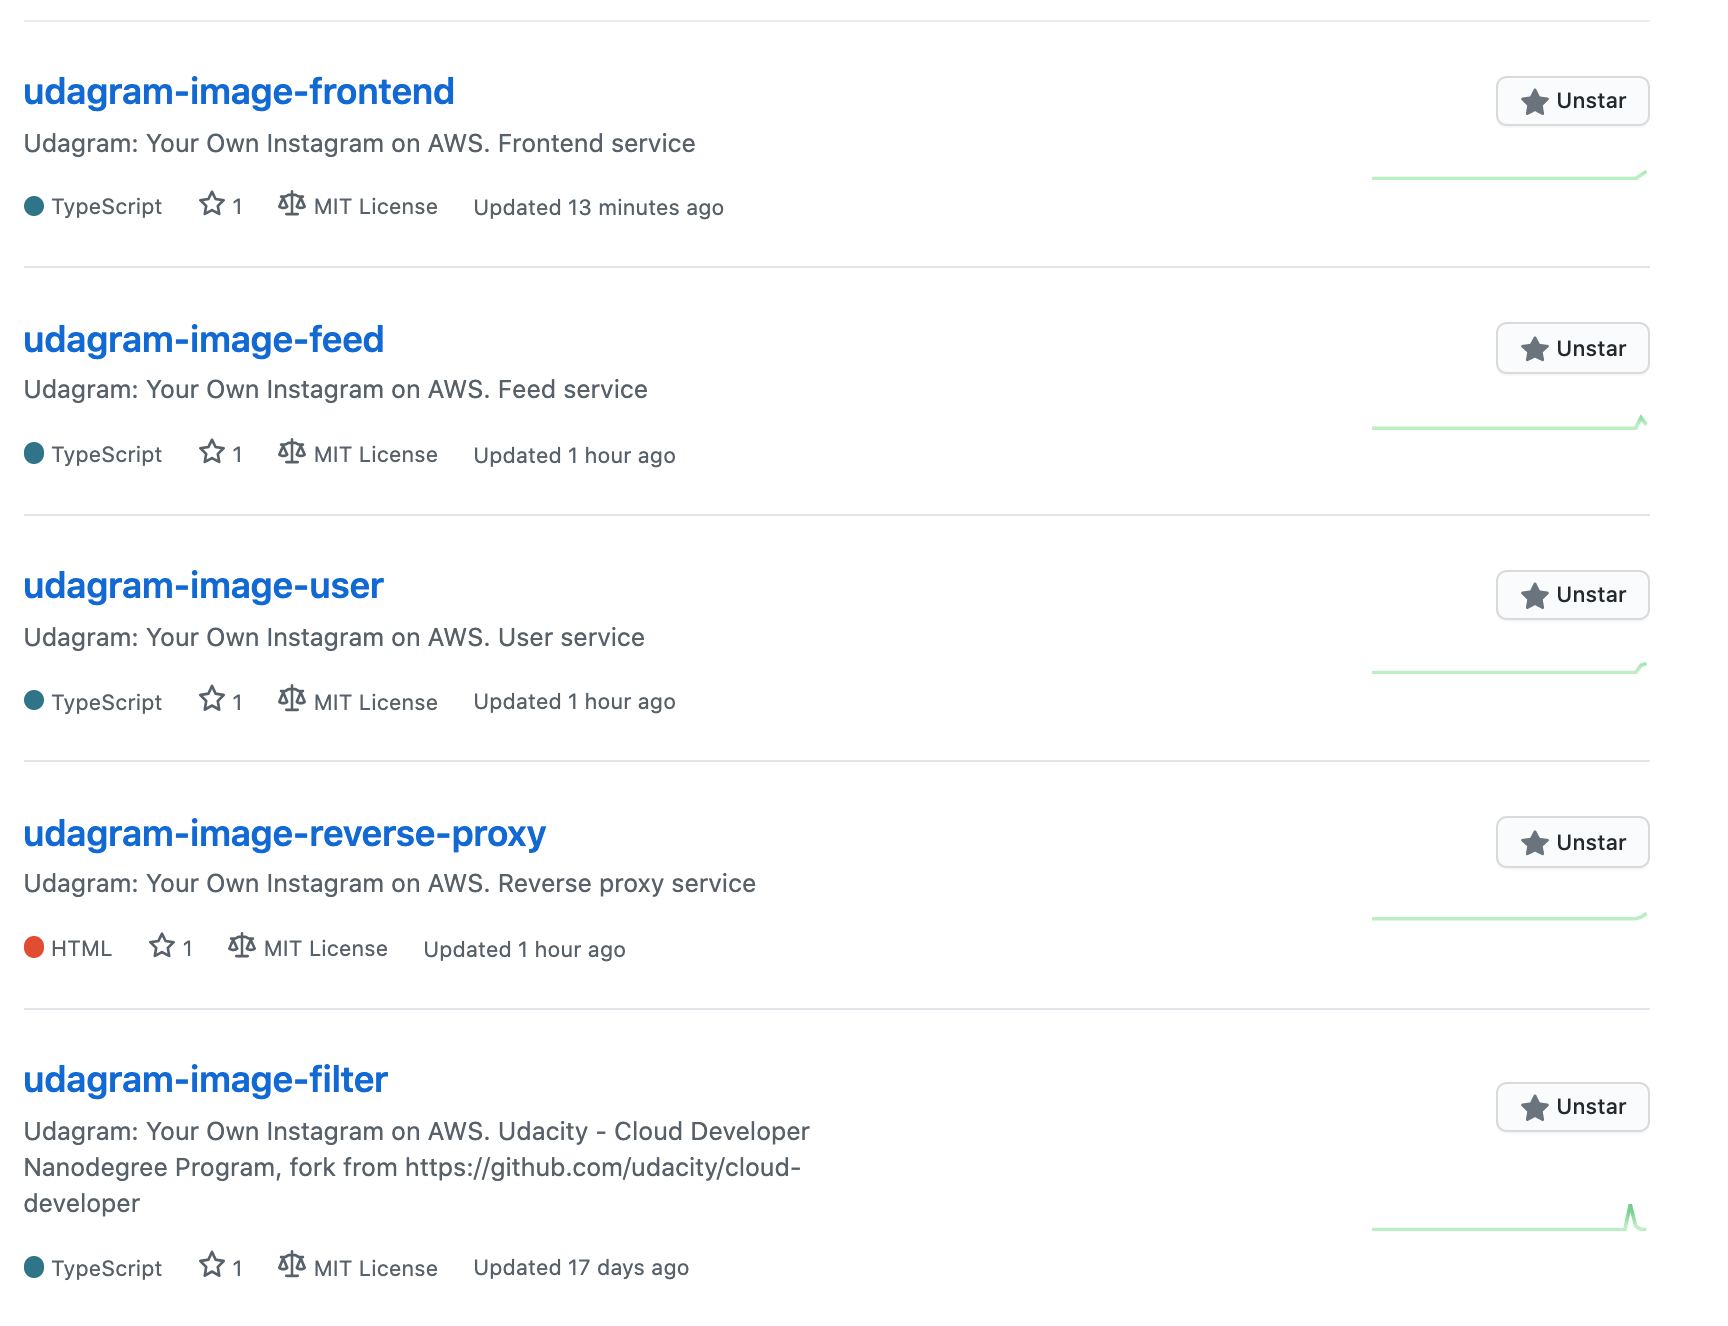 udagram-image-frontend
Unstar
Udagram: Your Own Instagram on AWS. Frontend service
TypeScript 1 MIT License Updated 13 minutes ago
udagram-image-feed
Unstar
Udagram: Your Own Instagram on AWS. Feed service
TypeScript 1 MIT License Updated 1 hour ago
udagram-image-user
Unstar
Udagram: Your Own Instagram on AWS. User service
TypeScript 1 MIT License Updated 1 hour ago
udagram-image-reverse-proxy
Unstar
Udagram: Your Own Instagram on AWS. Reverse proxy service
HTML 1 MIT License Updated 1 hour ago
udagram-image-filter
Unstar
Udagram: Your Own Instagram on AWS. Udacity - Cloud Developer
Nanodegree Program, fork from https://github.com/udacity/cloud-
developer
TypeScript 1 MIT License Updated 17 days ago